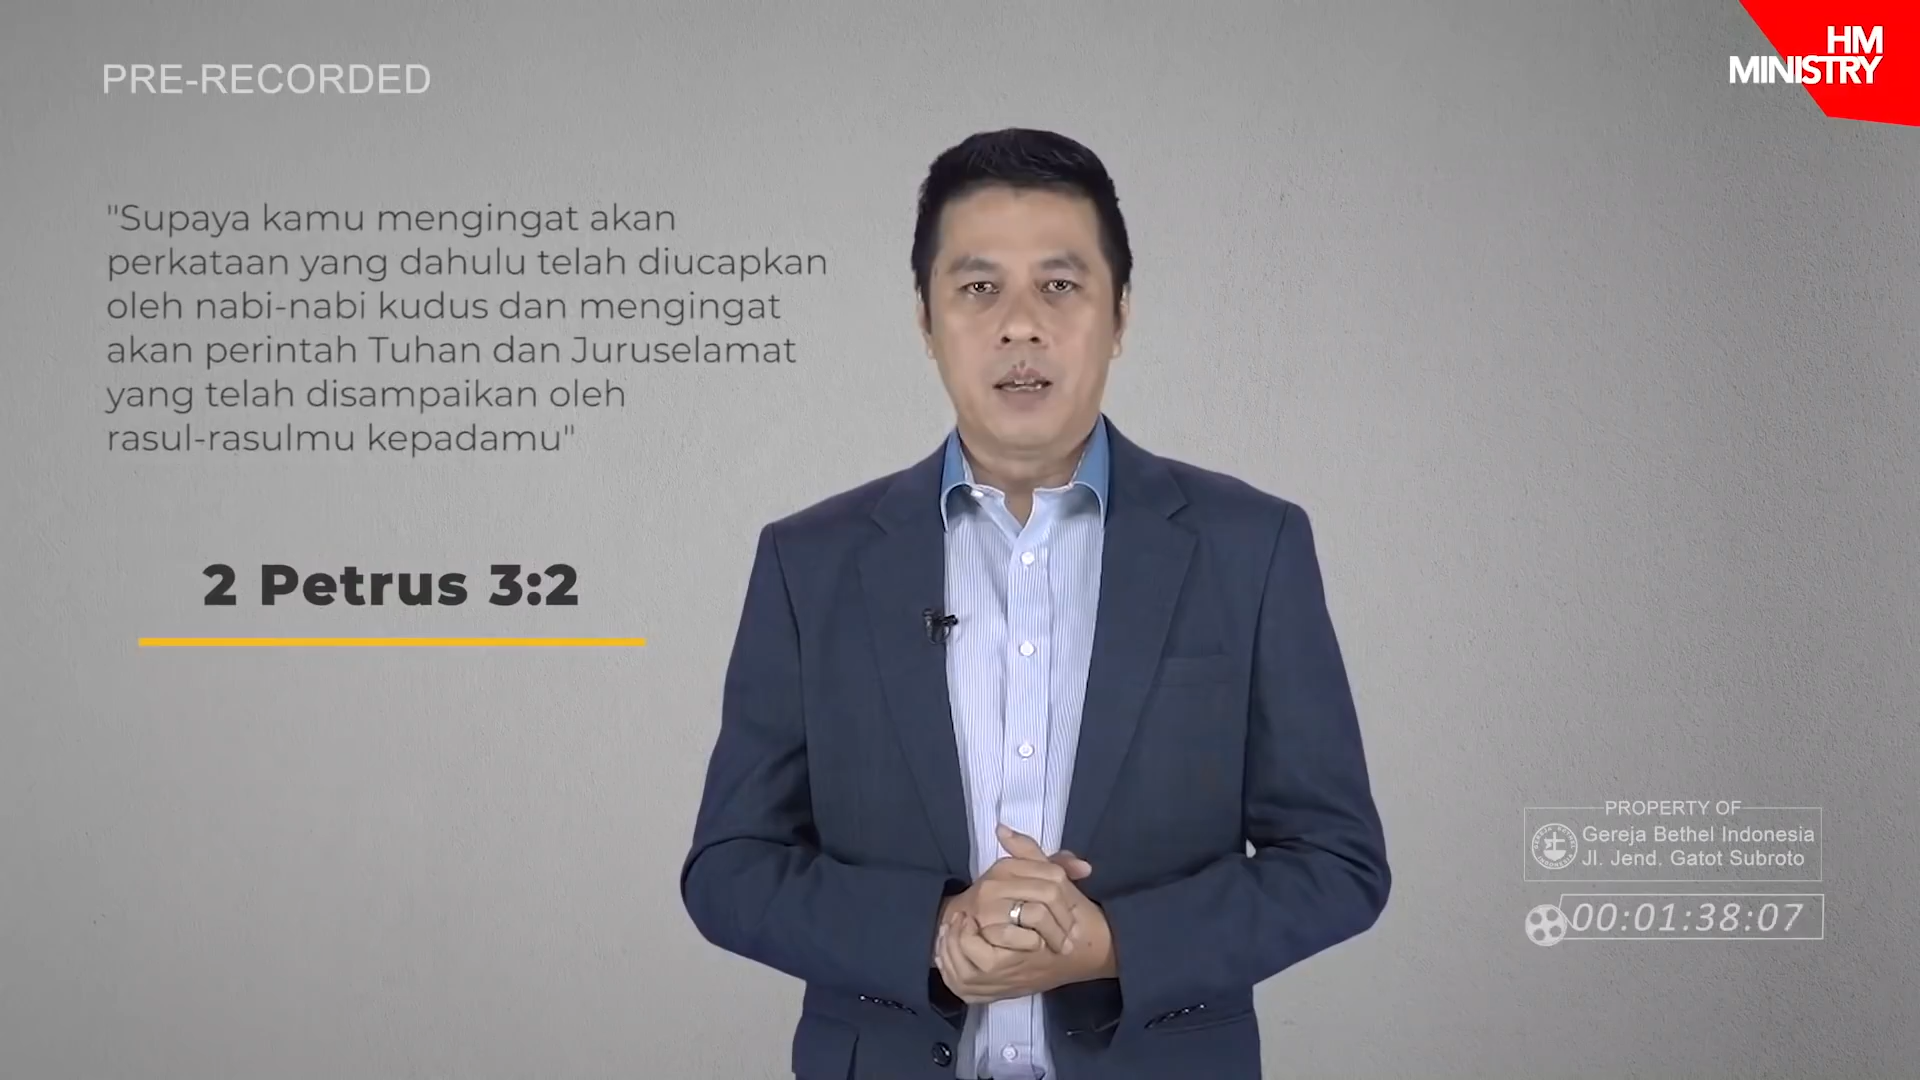 PRE-RECORDED
HM
MINISTRY
"Supaya kamu mengingat akan
perkataan yang dahulu telah diucapkan
oleh nabi-nabi kudus dan mengingat
akan perintah Tuhan dan Juruselamat
yang telah disampaikan oleh
rasul-rasulmu kepadamu"
2 Petrus 3:2
PROPERTY OF
Gereja Bethel Indonesia
Jl. Jend. Gatot Subroto
00:01:38:07